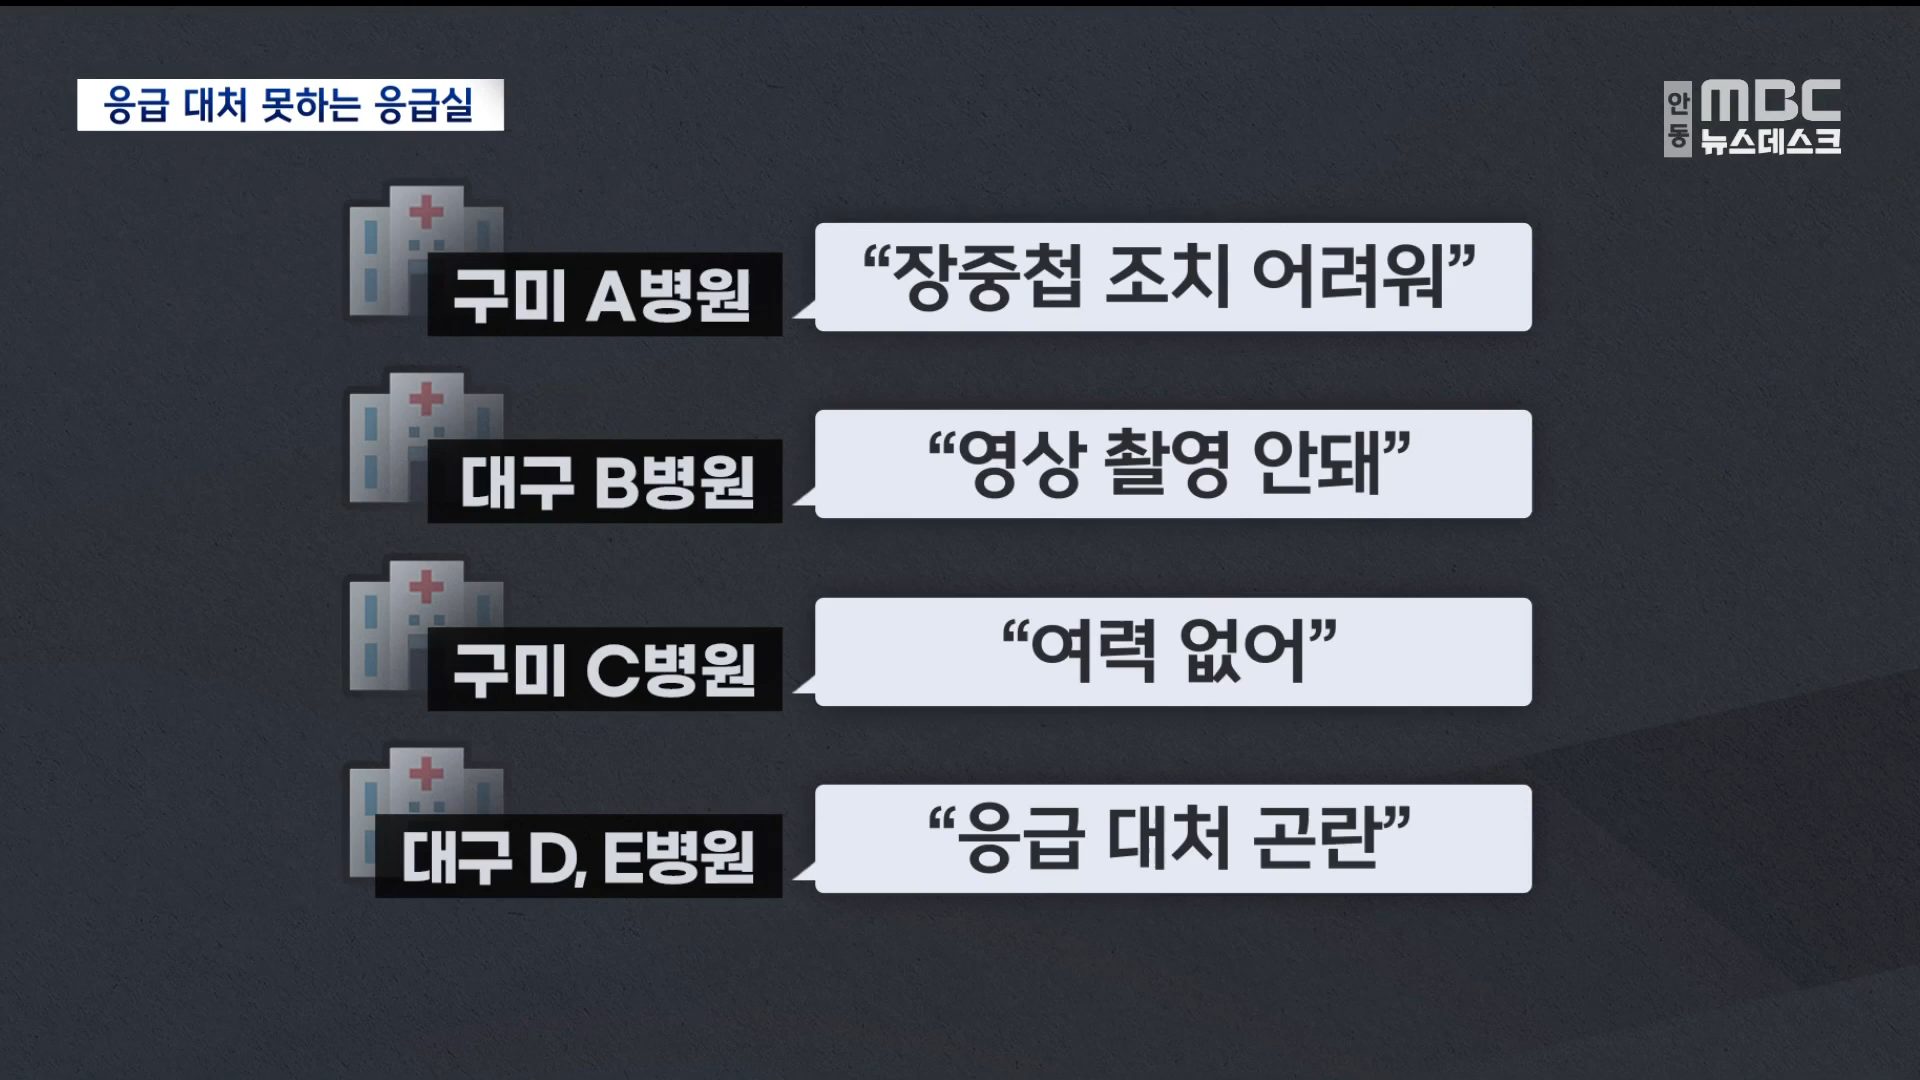 응급 대처 못하는 응급실
안동
MBC
뉴스데스크
구미 A병원
“장중첩 조치 어려워”
대구 B병원
“영상 촬영 안돼”
구미 C병원
“여력 없어”
대구 D, E병원
“응급 대처 곤란”